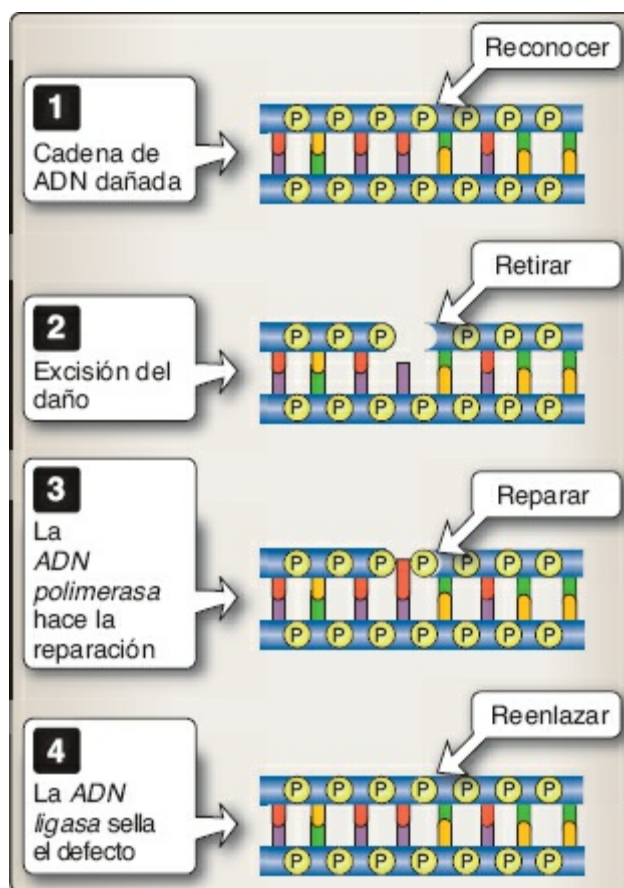 Reconocer
1
Cadena de
ADN dañada
P P P P P P P
P P P P P P P
Retirar
2
Excisión del
daño
P P P P P P
P P P P P P P
Reparar
3
La
ADN
polimerasa
hace la
reparación
P P P P P P P
P P P P P P P
Reenlazar
4
La ADN
ligasa sella
el defecto
P P P P P P P
P P P P P P P